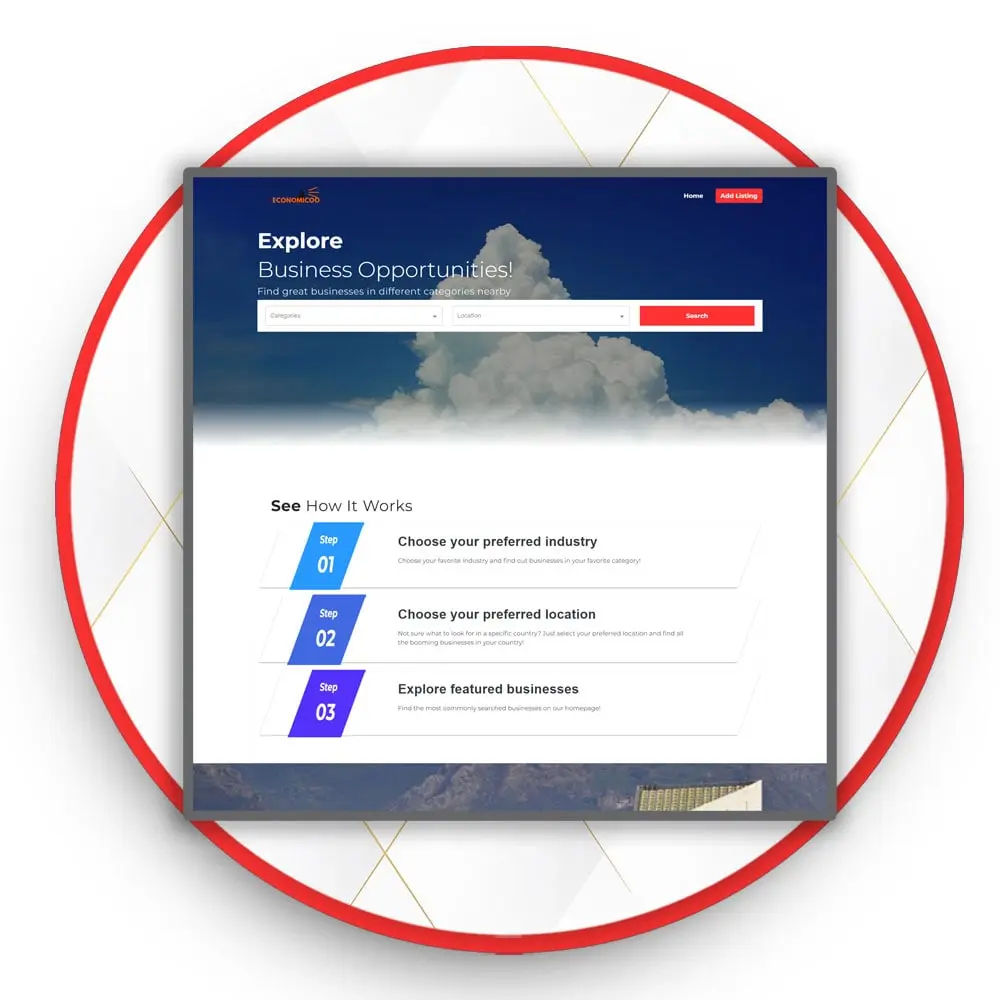 ECONOMICOO
Home
Add Listing
Explore
Business Opportunities!
Find great businesses in different categories nearby
Categories
Location
Search
See How It Works
Step
01
Choose your preferred industry
Choose your favorite industry and find out businesses in your favorite category!
Step
02
Choose your preferred location
Not sure what to look for in a specific country? Just select your preferred location and find all
the booming businesses in your country!
Step
03
Explore featured businesses
Find the most commonly searched businesses on our homepage!